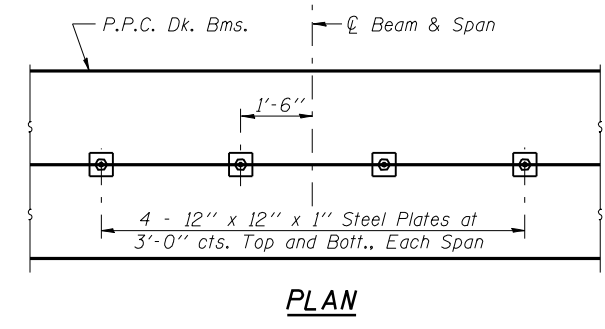 P.P.C. Dk. Bms.
℄ Beam & Span
1'-6"
4 - 12" x 12" x 1" Steel Plates at
3'-0" cts. Top and Bott., Each Span
PLAN